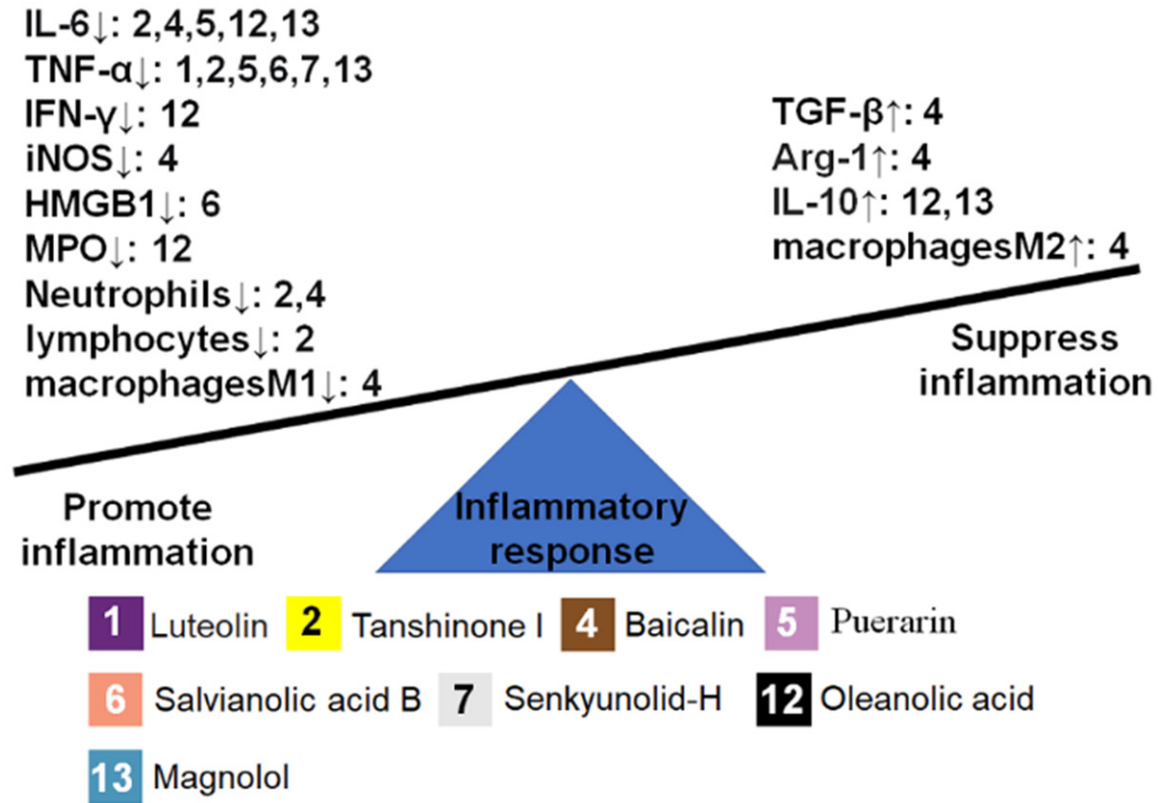 IL-6↓: 2,4,5,12,13
TNF-α↓: 1,2,5,6,7,13
IFN-γ↓: 12
iNOS↓: 4
HMGB1↓: 6
MPO↓: 12
Neutrophils↓: 2,4
lymphocytes↓: 2
macrophagesM1↓: 4
TGF-β↑: 4
Arg-1↑: 4
IL-10↑: 12,13
macrophagesM2↑: 4
Suppress
inflammation
Promote
inflammation
Inflammatory
response
1 Luteolin 2 Tanshinone I 4 Baicalin 5 Puerarin
6 Salvianolic acid B 7 Senkyunolid-H 12 Oleanolic acid
13 Magnolol